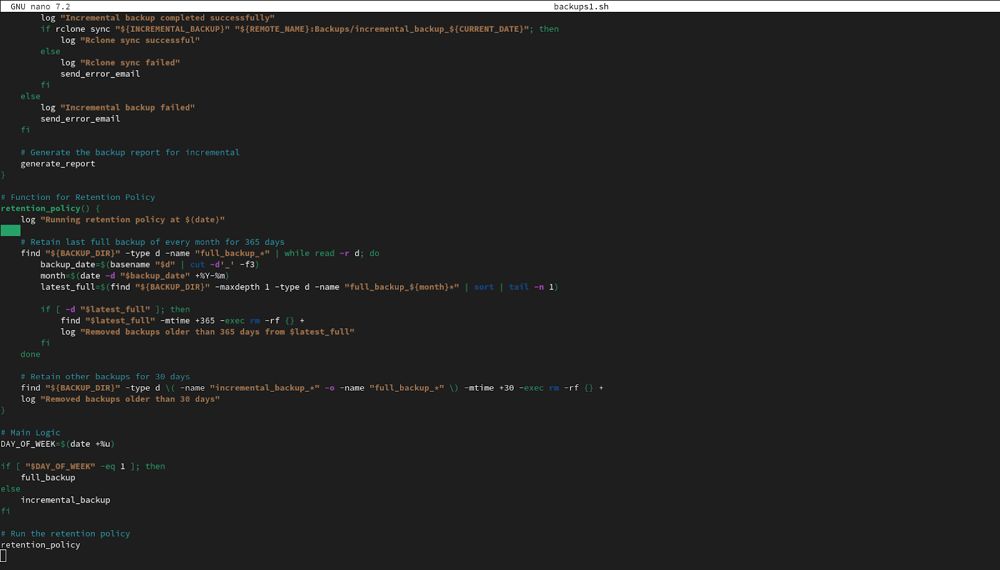 GNU nano 7.2 backups1.sh
        log "Incremental backup completed successfully"
        if rclone sync "${INCREMENTAL_BACKUP}" "${REMOTE_NAME}:Backups/incremental_backup_${CURRENT_DATE}"; then
            log "Rclone sync successful"
        else
            log "Rclone sync failed"
            send_error_email
        fi
    else
        log "Incremental backup failed"
        send_error_email
    fi

    # Generate the backup report for incremental
    generate_report
}

# Function for Retention Policy
retention_policy() {
    log "Running retention policy at $(date)"

    # Retain last full backup of every month for 365 days
    find "${BACKUP_DIR}" -type d -name "full_backup_*" | while read -r d; do
        backup_date=$(basename "$d" | cut -d'_' -f3)
        month=$(date -d "$backup_date" +%Y-%m)
        latest_full=$(find "${BACKUP_DIR}" -maxdepth 1 -type d -name "full_backup_${month}*" | sort | tail -n 1)

        if [ -d "$latest_full" ]; then
            find "$latest_full" -mtime +365 -exec rm -rf {} +
            log "Removed backups older than 365 days from $latest_full"
        fi
    done

    # Retain other backups for 30 days
    find "${BACKUP_DIR}" -type d \( -name "incremental_backup_*" -o -name "full_backup_*" \) -mtime +30 -exec rm -rf {} +
    log "Removed backups older than 30 days"
}

# Main Logic
DAY_OF_WEEK=$(date +%u)

if [ "$DAY_OF_WEEK" -eq 1 ]; then
    full_backup
else
    incremental_backup
fi

# Run the retention policy
retention_policy